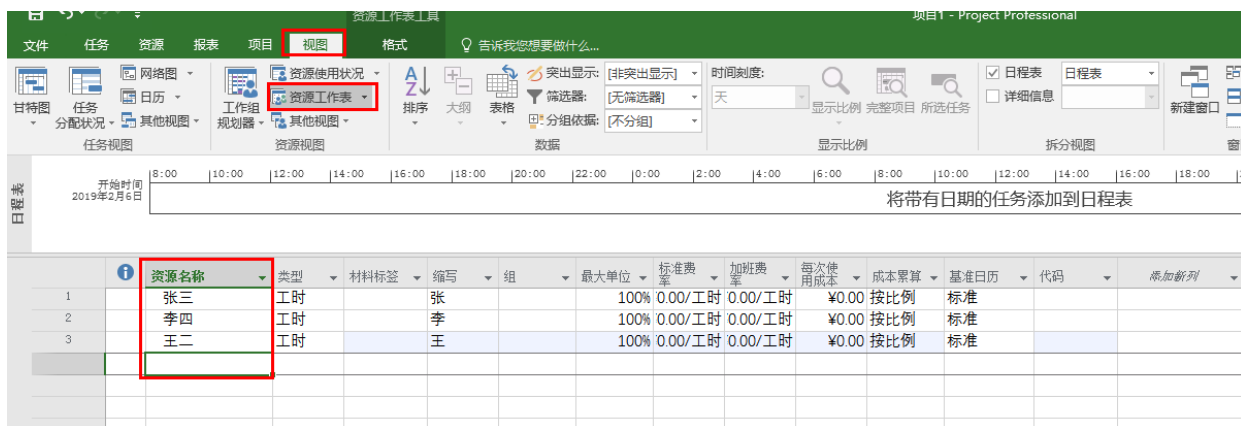 资源工作表工具 项目1 - Project Professional
文件 任务 资源 报表 项目 视图 格式 告诉我您想要做什么...
网络图 资源使用状况 突出显示: [非突出显示] 时间刻度: 日程表 日程表
甘特图 任务分配状况 日历 工作组规划器 资源工作表 排序 大纲 表格 筛选器: [无筛选器] 天 显示比例 完整项目 所选任务 详细信息 新建窗口
其他视图 其他视图 分组依据: [不分组]
任务视图 资源视图 数据 显示比例 拆分视图 窗
8:00 10:00 12:00 14:00 16:00 18:00 20:00 22:00 0:00 2:00 4:00 6:00 8:00 10:00 12:00 14:00 16:00 18:00
日程表
开始时间
2019年2月6日
将带有日期的任务添加到日程表
资源名称 类型 材料标签 缩写 组 最大单位 标准费率 加班费率 每次使用成本 成本累算 基准日历 代码 添加新列
1 张三 工时 张 100% 0.00/工时 0.00/工时 ¥0.00 按比例 标准
2 李四 工时 李 100% 0.00/工时 0.00/工时 ¥0.00 按比例 标准
3 王二 工时 王 100% 0.00/工时 0.00/工时 ¥0.00 按比例 标准